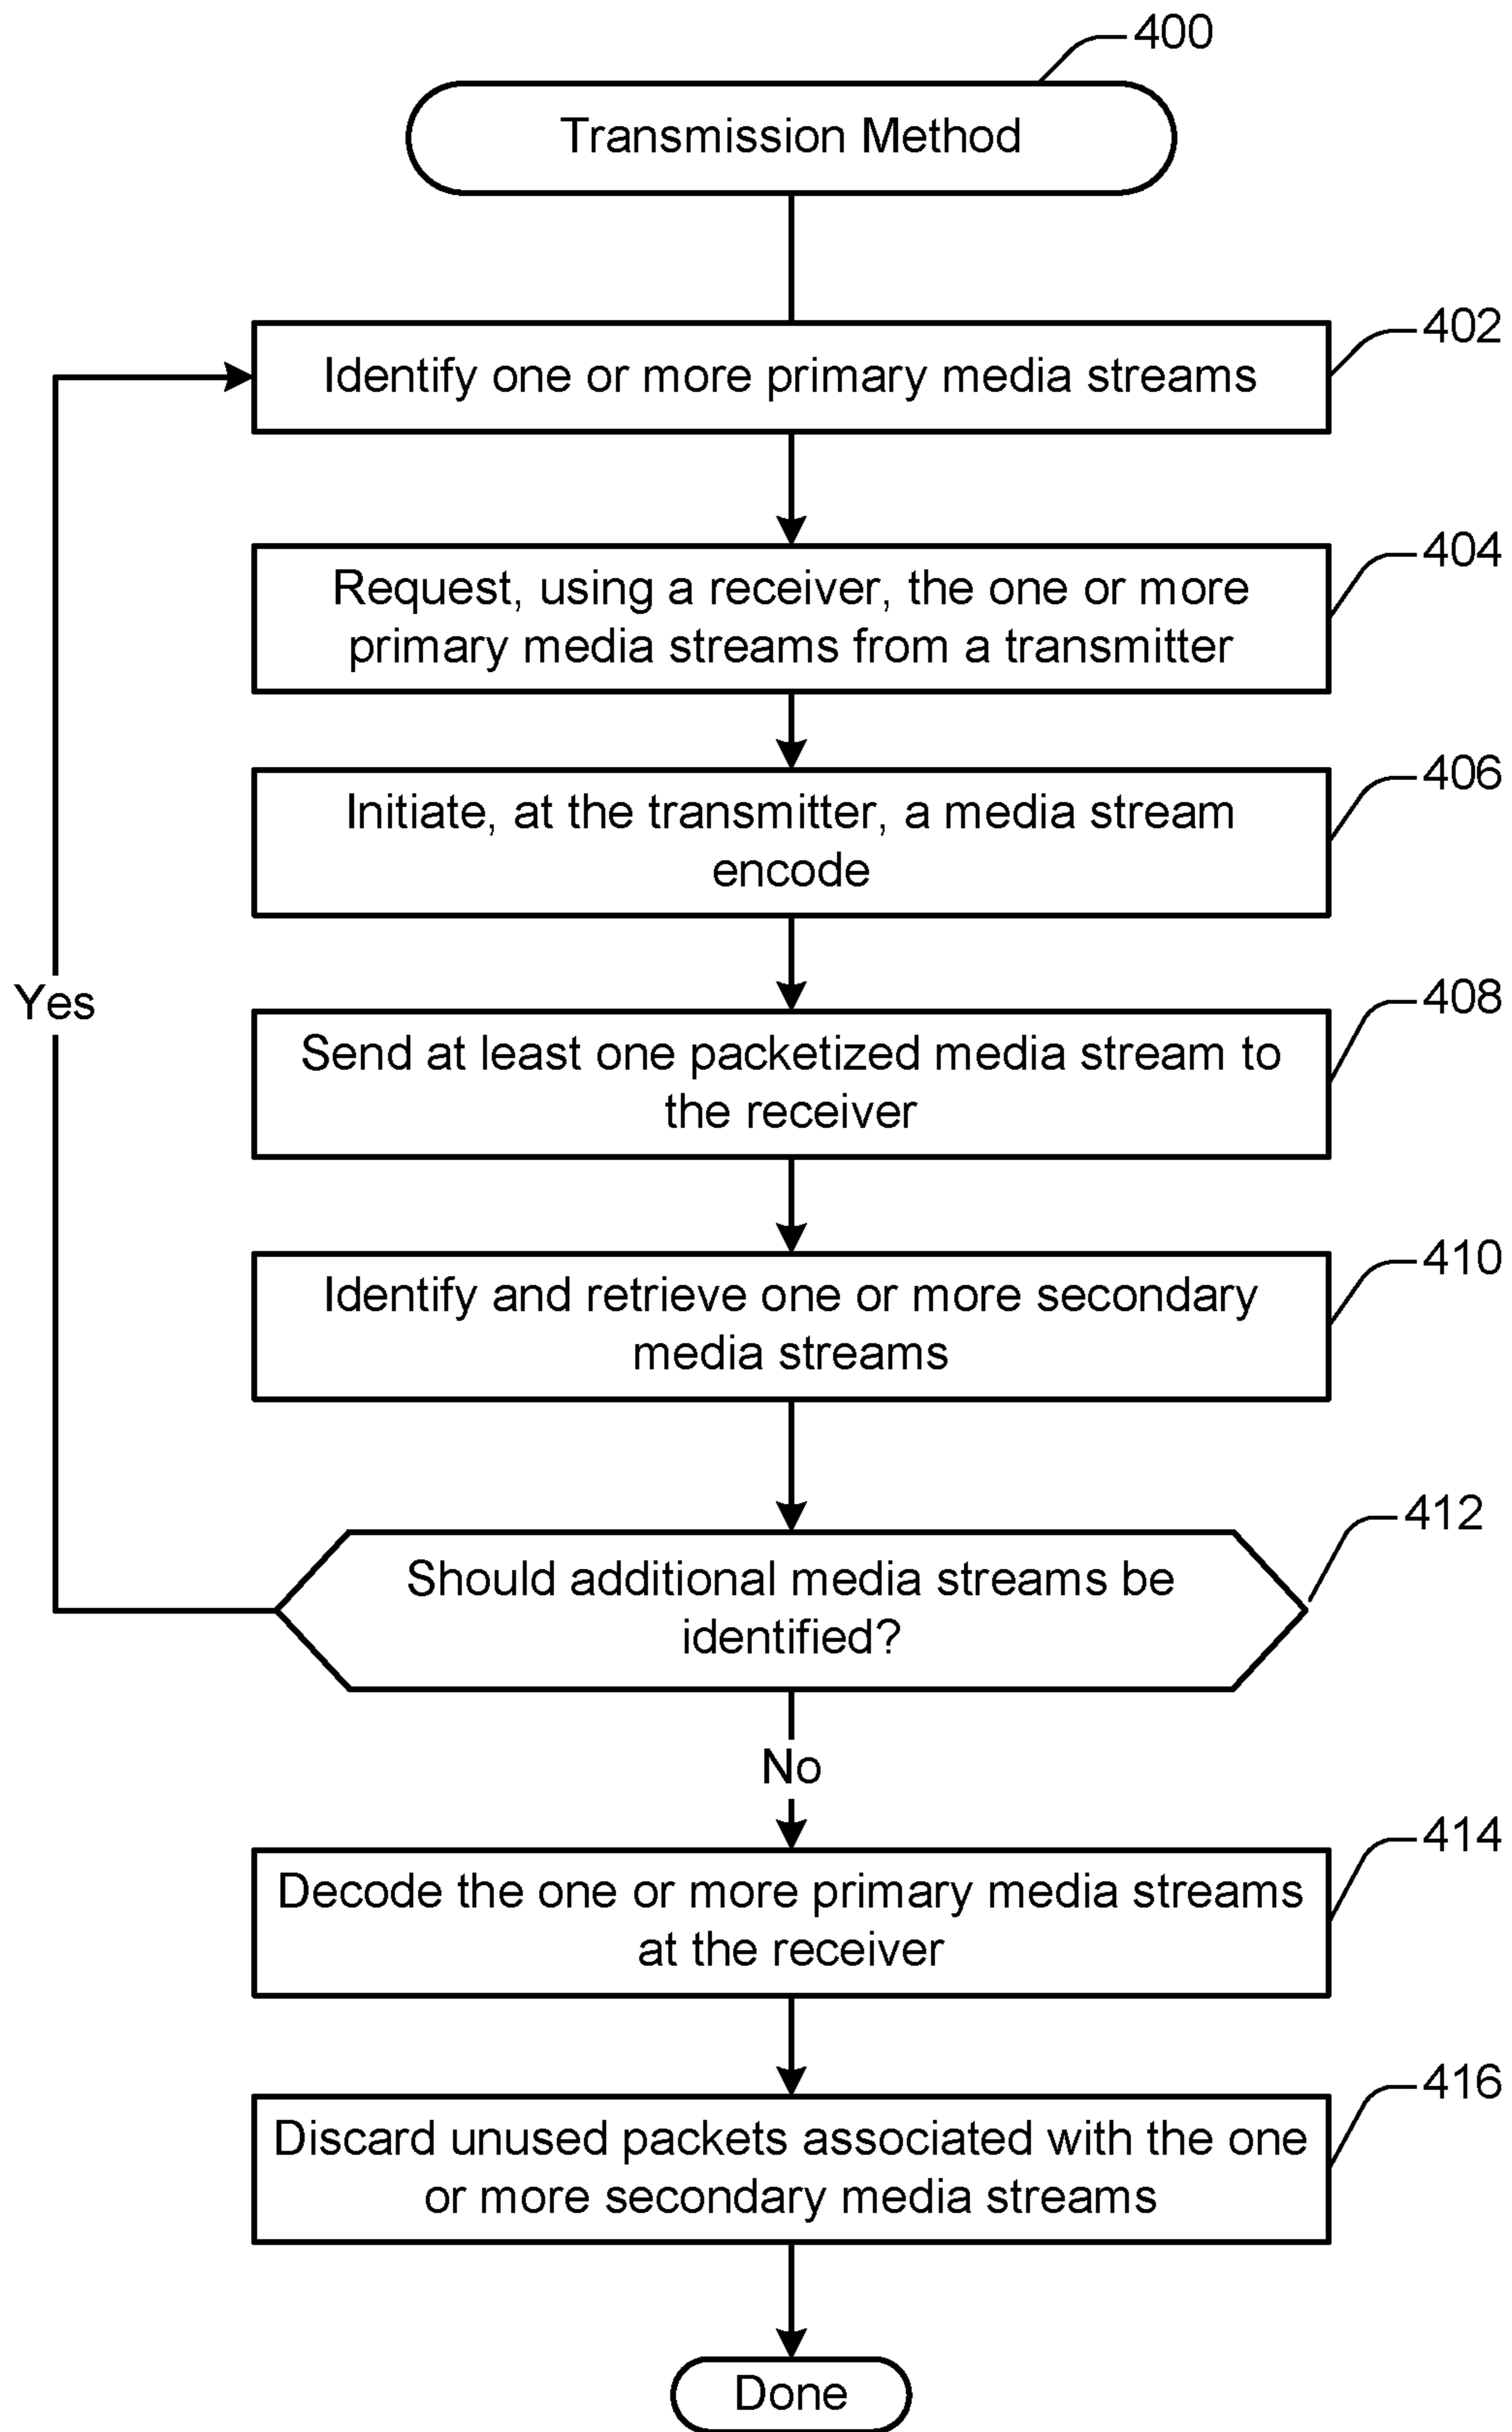 400
Transmission Method
402
Identify one or more primary media streams
404
Request, using a receiver, the one or more
primary media streams from a transmitter
406
Initiate, at the transmitter, a media stream
encode
Yes
408
Send at least one packetized media stream to
the receiver
410
Identify and retrieve one or more secondary
media streams
412
Should additional media streams be
identified?
No
414
Decode the one or more primary media streams
at the receiver
416
Discard unused packets associated with the one
or more secondary media streams
Done